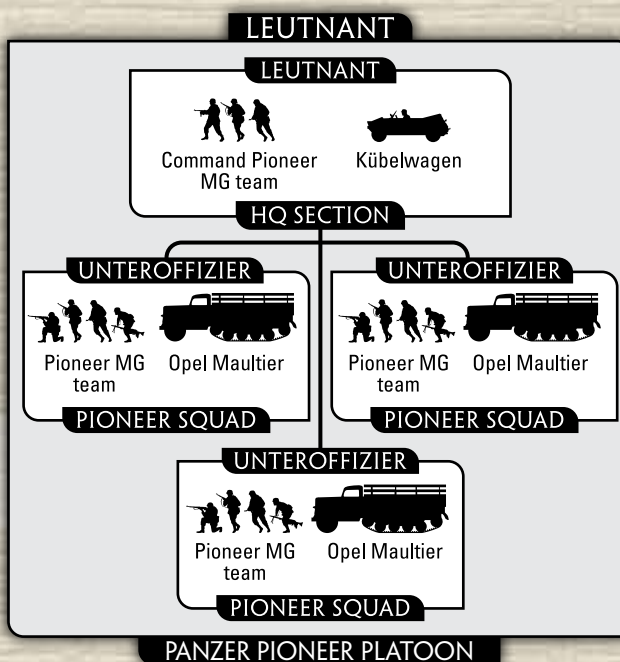 LEUTNANT
LEUTNANT
Command Pioneer
MG team
Kübelwagen
HQ SECTION
UNTEROFFIZIER
Pioneer MG
team
Opel Maultier
PIONEER SQUAD
UNTEROFFIZIER
Pioneer MG
team
Opel Maultier
PIONEER SQUAD
UNTEROFFIZIER
Pioneer MG
team
Opel Maultier
PIONEER SQUAD
PANZER PIONEER PLATOON